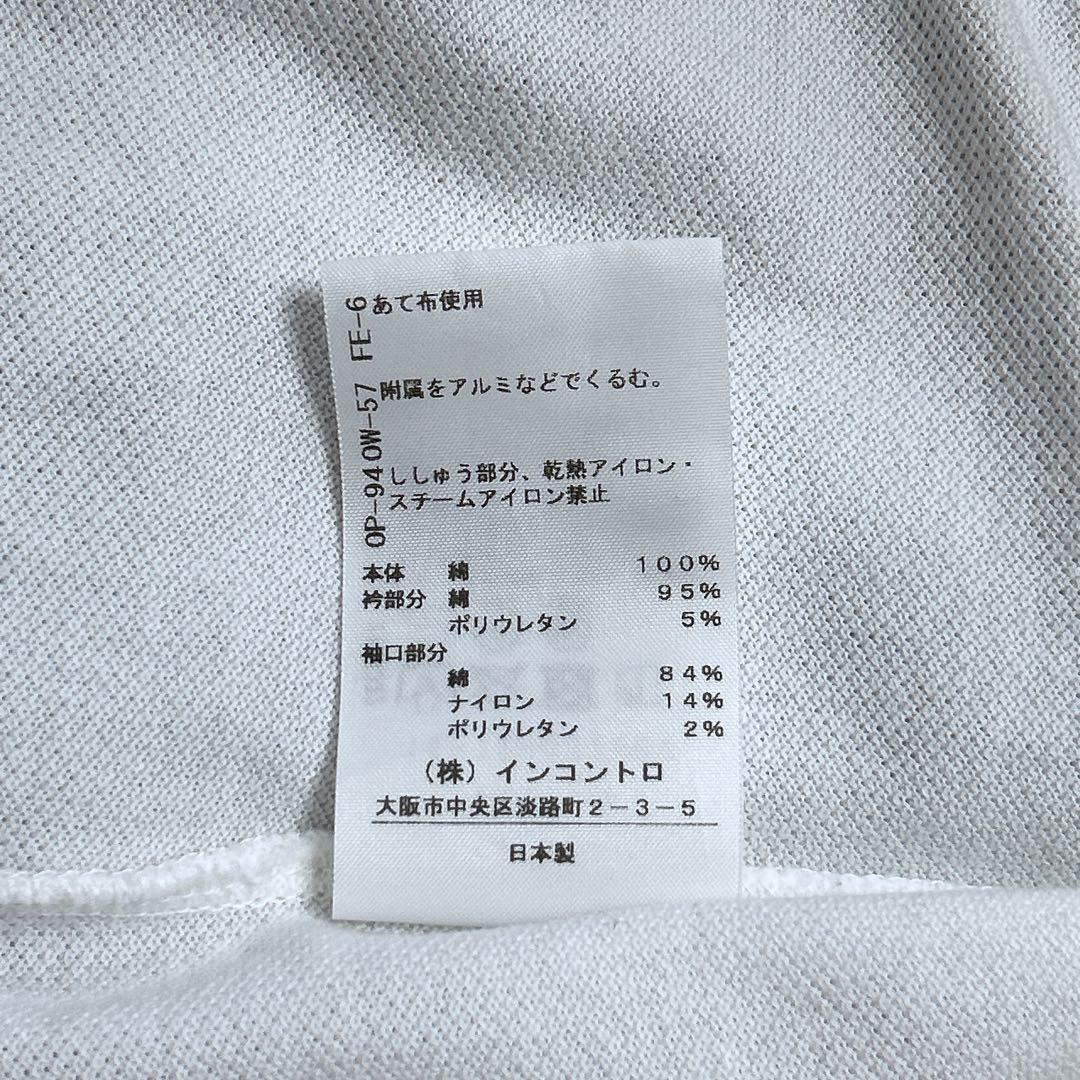 OP-940W-57 FE-6
あて布使用
附属をアルミなどでくるむ。
ししゅう部分、乾熱アイロン・
スチームアイロン禁止
本体 綿 100%
衿部分 綿 95%
ポリウレタン 5%
袖口部分
綿 84%
ナイロン 14%
ポリウレタン 2%
(株)インコントロ
大阪市中央区淡路町2-3-5
日本製